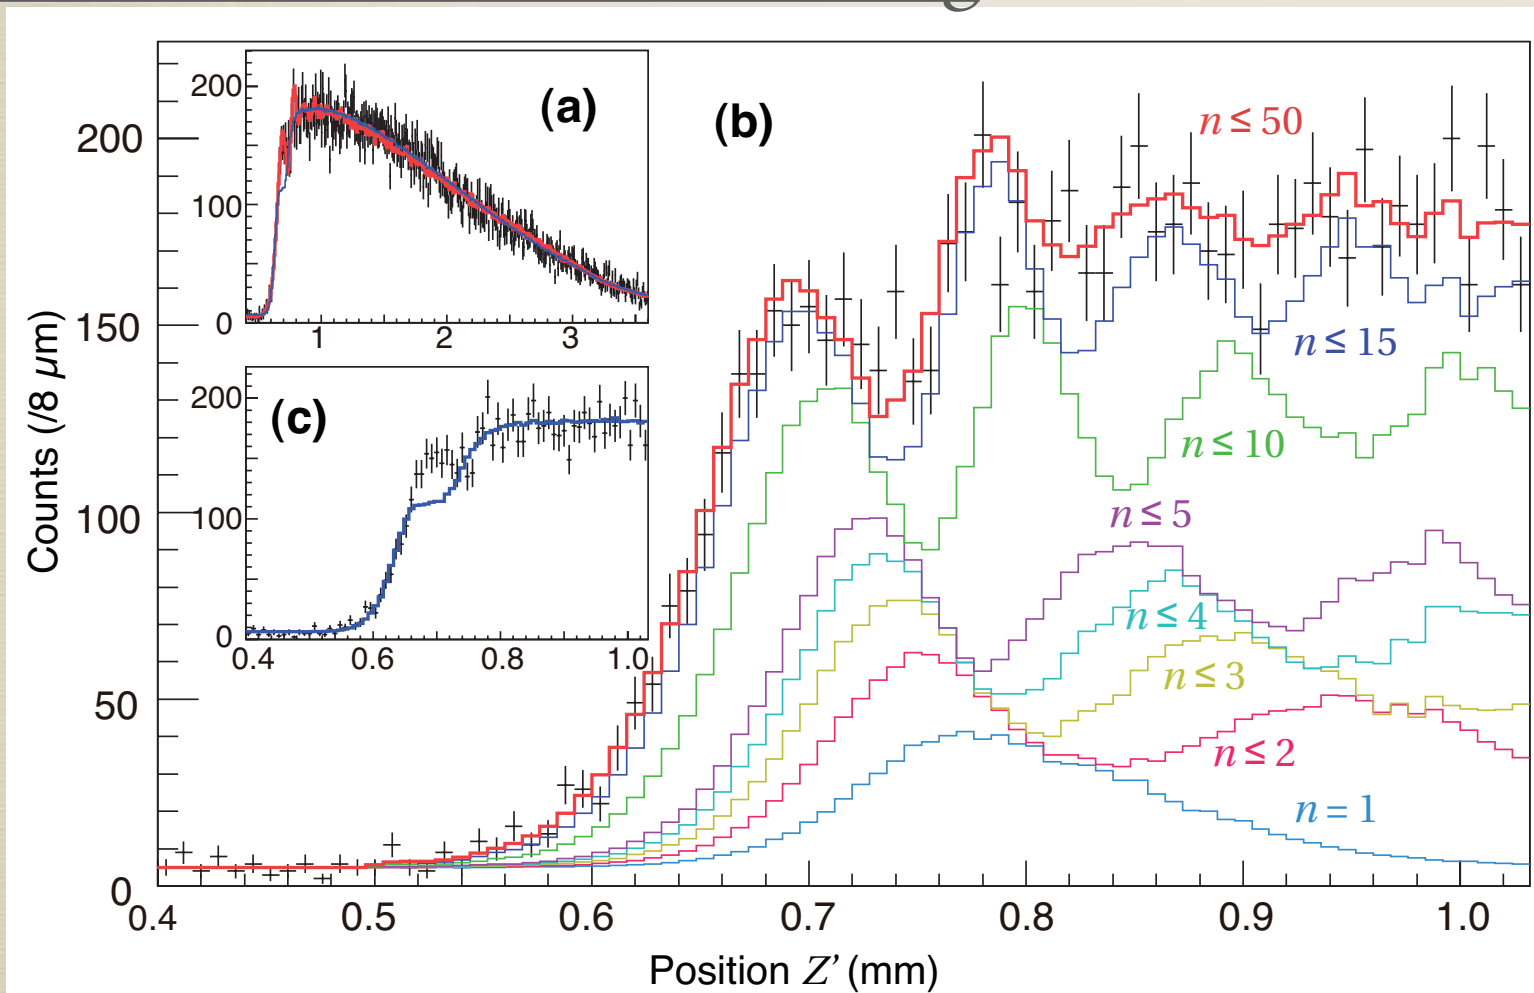 200
100
0
1
2
3
(a)
(b)
n ≤ 50
200
n ≤ 15
150
200
(c)
n ≤ 10
100
n ≤ 5
100
n ≤ 4
0
0.4
0.6
0.8
1.0
n ≤ 3
50
n ≤ 2
n = 1
0
0.4
0.5
0.6
0.7
0.8
0.9
1.0
Counts (/8 µm)
Position Z' (mm)